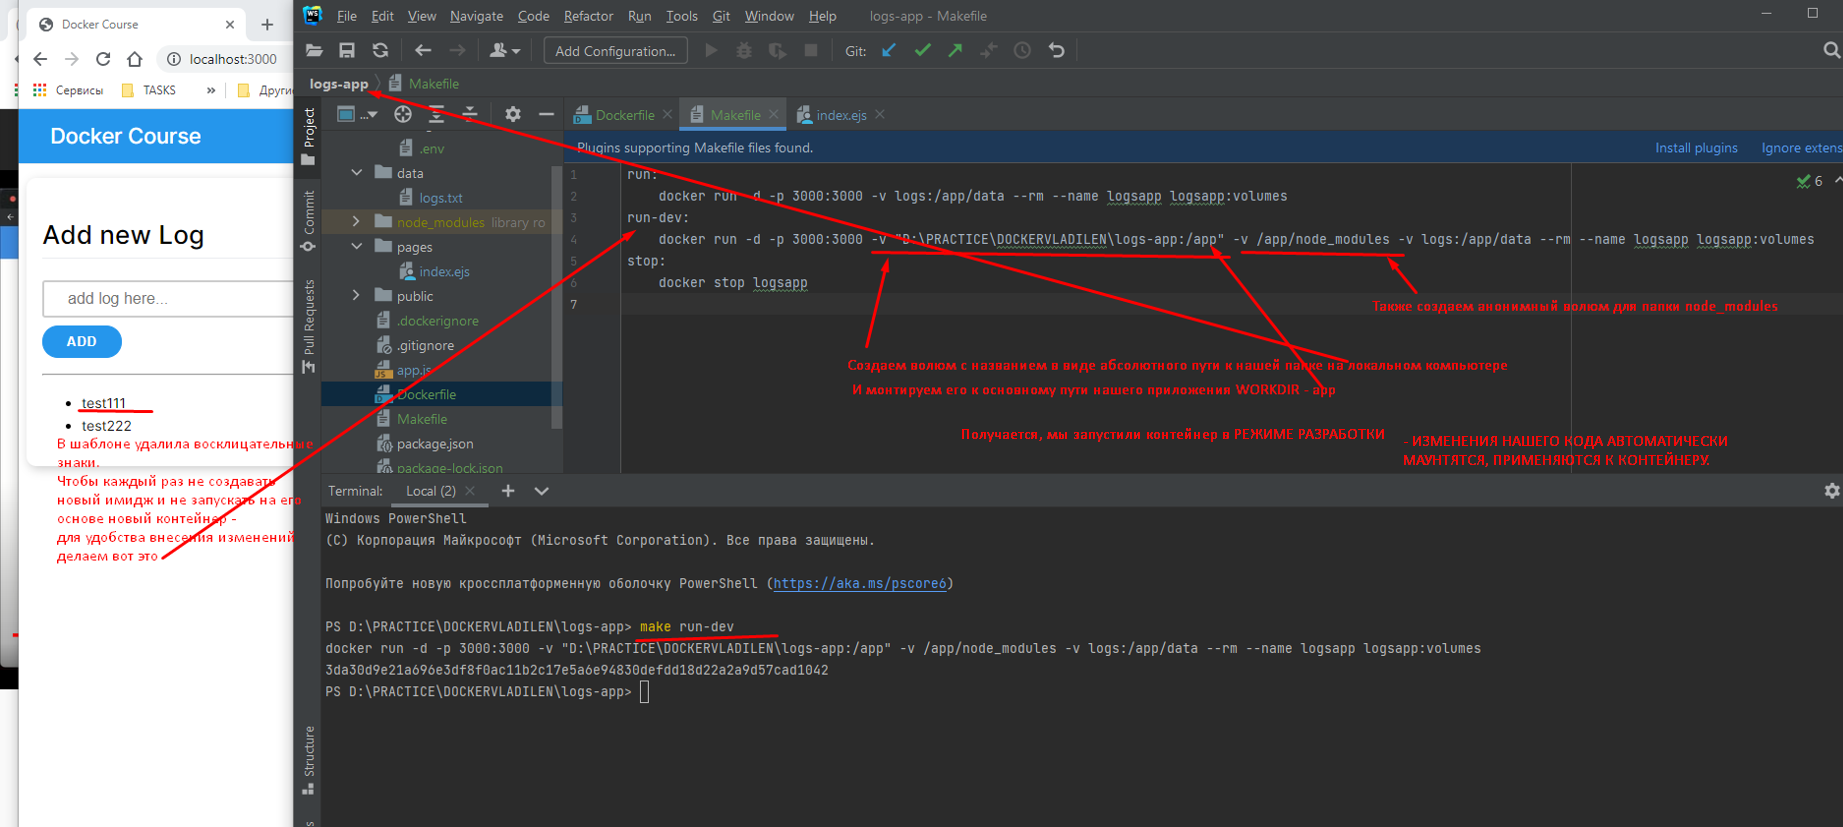 Docker Course
localhost:3000
Сервисы
TASKS
»
Другие
Docker Course
Add new Log
add log here...
ADD
test111
test222
В шаблоне удалила восклицательные
знаки.
Чтобы каждый раз не создавать
новый имидж и не запускать на его
основе новый контейнер -
для удобства внесения изменений
делаем вот это
WS
File Edit View Navigate Code Refactor Run Tools Git Window Help logs-app - Makefile
Add Configuration...
Git:
logs-app Makefile
Project
Commit
Pull Requests
Structure
.env
data
logs.txt
node_modules library ro
pages
index.ejs
public
.dockerignore
.gitignore
app.js
Dockerfile
Makefile
package.json
package-lock.json
Dockerfile Makefile index.ejs
Plugins supporting Makefile files found. Install plugins Ignore extens
6
1 run:
2 docker run -d -p 3000:3000 -v logs:/app/data --rm --name logsapp logsapp:volumes
3 run-dev:
4 docker run -d -p 3000:3000 -v "D:\PRACTICE\DOCKERVLADILEN\logs-app:/app" -v /app/node_modules -v logs:/app/data --rm --name logsapp logsapp:volumes
5 stop:
6 docker stop logsapp
7
Также создаем анонимный волюм для папки node_modules
Создаем волюм с названием в виде абсолютного пути к нашей папке на локальном компьютере
И монтируем его к основному пути нашего приложения WORKDIR - app
Получается, мы запустили контейнер в РЕЖИМЕ РАЗРАБОТКИ
- ИЗМЕНЕНИЯ НАШЕГО КОДА АВТОМАТИЧЕСКИ
МАУНТЯТСЯ, ПРИМЕНЯЮТСЯ К КОНТЕЙНЕРУ.
Terminal: Local (2)
Windows PowerShell
(C) Корпорация Майкрософт (Microsoft Corporation). Все права защищены.
Попробуйте новую кроссплатформенную оболочку PowerShell (https://aka.ms/pscore6)
PS D:\PRACTICE\DOCKERVLADILEN\logs-app> make run-dev
docker run -d -p 3000:3000 -v "D:\PRACTICE\DOCKERVLADILEN\logs-app:/app" -v /app/node_modules -v logs:/app/data --rm --name logsapp logsapp:volumes
3da30d9e21a696e3df8f0ac11b2c17e5a6e94830defdd18d22a2a9d57cad1042
PS D:\PRACTICE\DOCKERVLADILEN\logs-app>